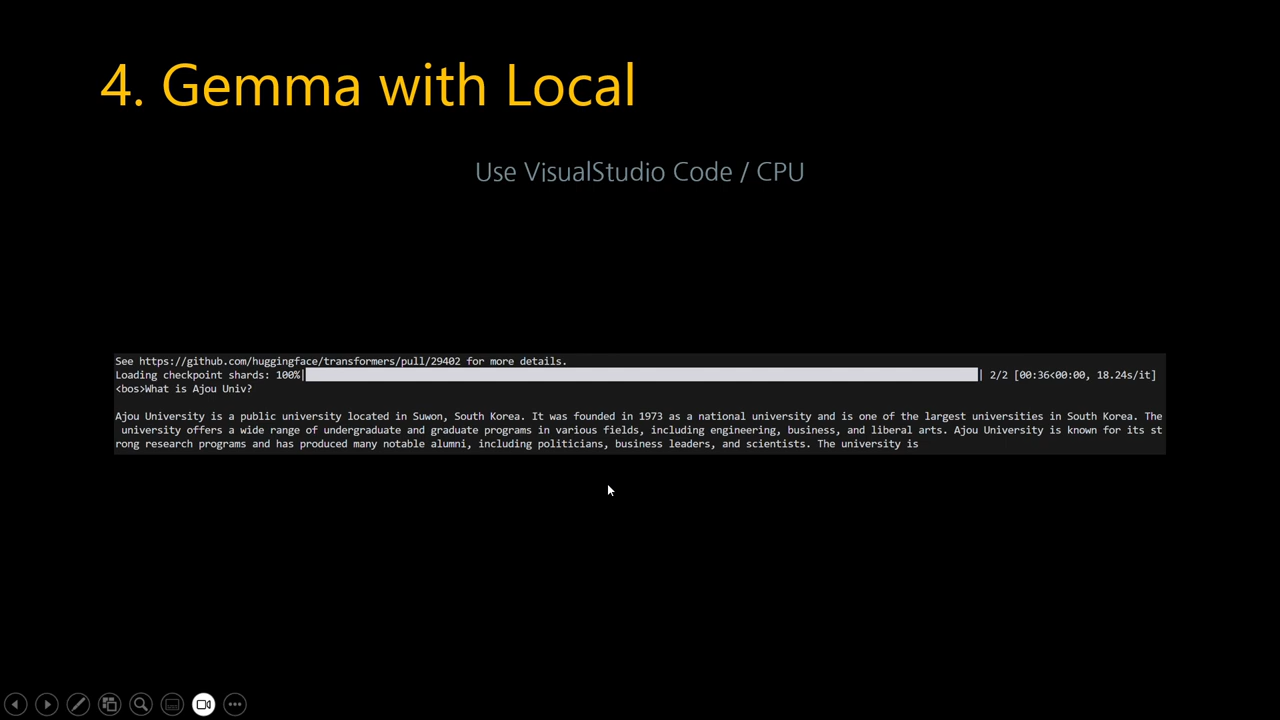 4. Gemma with Local
Use VisualStudio Code / CPU
See https://github.com/huggingface/transformers/pull/29402 for more details.
Loading checkpoint shards: 100%| | 2/2 [00:36<00:00, 18.24s/it]
<bos>What is Ajou Univ?
Ajou University is a public university located in Suwon, South Korea. It was founded in 1973 as a national university and is one of the largest universities in South Korea. The
university offers a wide range of undergraduate and graduate programs in various fields, including engineering, business, and liberal arts. Ajou University is known for its st
rong research programs and has produced many notable alumni, including politicians, business leaders, and scientists. The university is